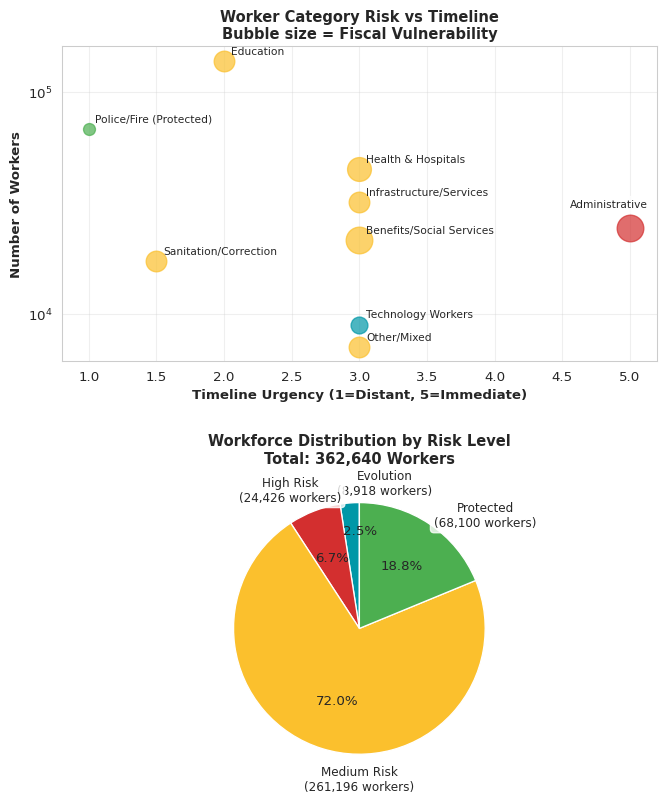 Worker Category Risk vs Timeline
Bubble size = Fiscal Vulnerability
Number of Workers
10^5
10^4
Education
Police/Fire (Protected)
Health & Hospitals
Infrastructure/Services
Administrative
Benefits/Social Services
Sanitation/Correction
Technology Workers
Other/Mixed
1.0 1.5 2.0 2.5 3.0 3.5 4.0 4.5 5.0
Timeline Urgency (1=Distant, 5=Immediate)
Workforce Distribution by Risk Level
Total: 362,640 Workers
High Risk
(24,426 workers)
Evolution
(8,918 workers)
Protected
(68,100 workers)
2.5%
6.7%
18.8%
72.0%
Medium Risk
(261,196 workers)